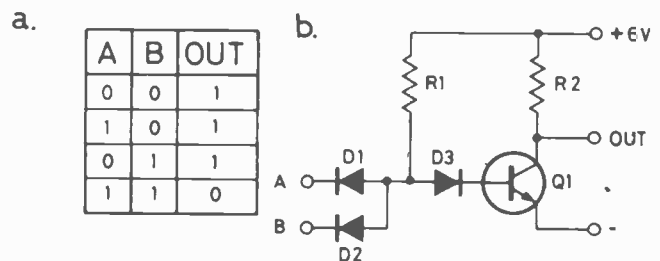 a.
A B OUT
0 0 1
1 0 1
0 1 1
1 1 0
b.
+6V
R1
R2
OUT
D1
D3
A
Q1
B
D2
-